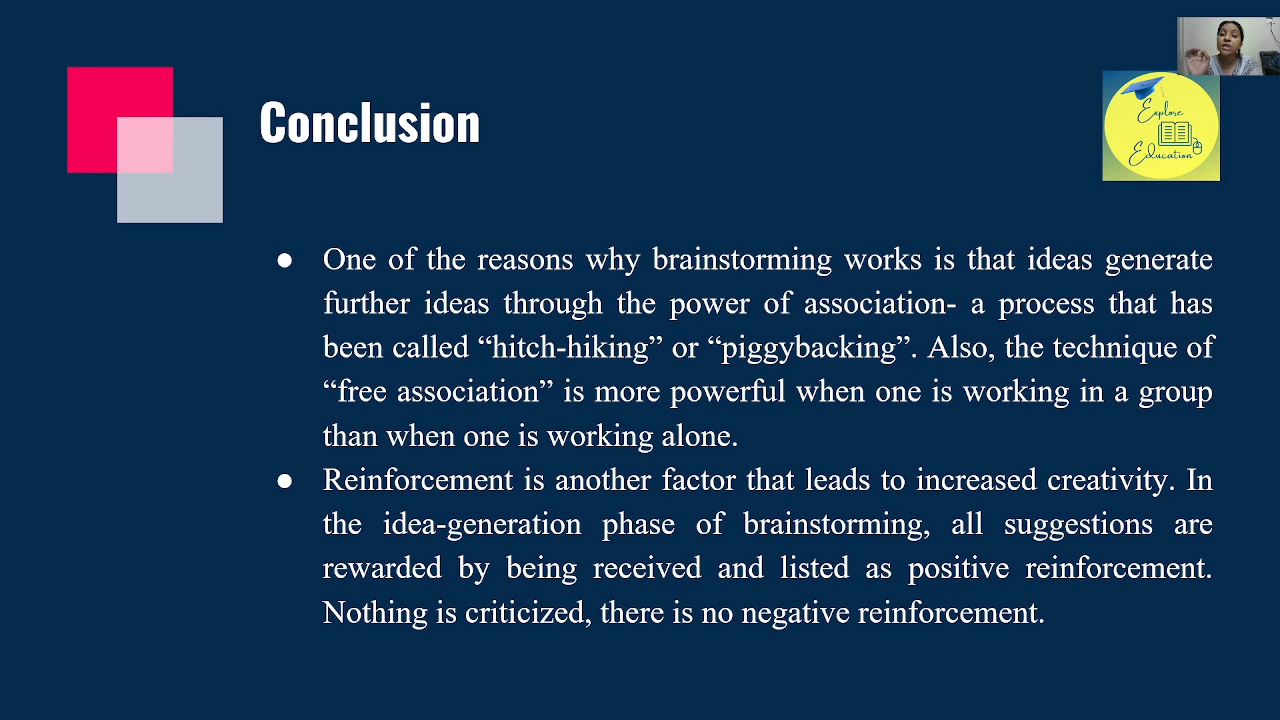 Conclusion
Explore
Education
● One of the reasons why brainstorming works is that ideas generate
further ideas through the power of association- a process that has
been called “hitch-hiking” or “piggybacking”. Also, the technique of
“free association” is more powerful when one is working in a group
than when one is working alone.
● Reinforcement is another factor that leads to increased creativity. In
the idea-generation phase of brainstorming, all suggestions are
rewarded by being received and listed as positive reinforcement.
Nothing is criticized, there is no negative reinforcement.